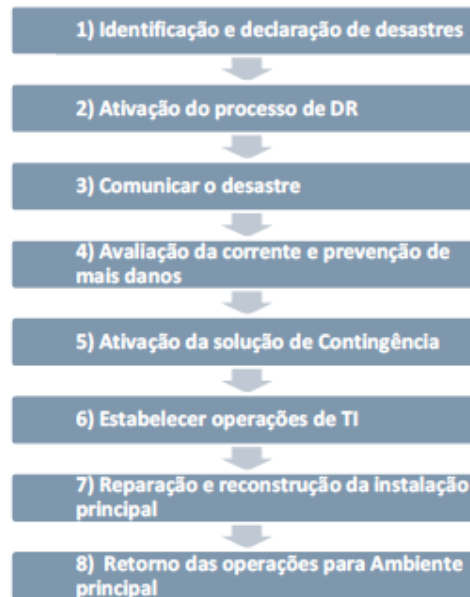 1) Identificação e declaração de desastres
2) Ativação do processo de DR
3) Comunicar o desastre
4) Avaliação da corrente e prevenção de
mais danos
5) Ativação da solução de Contingência
6) Estabelecer operações de TI
7) Reparação e reconstrução da instalação
principal
8) Retorno das operações para Ambiente
principal